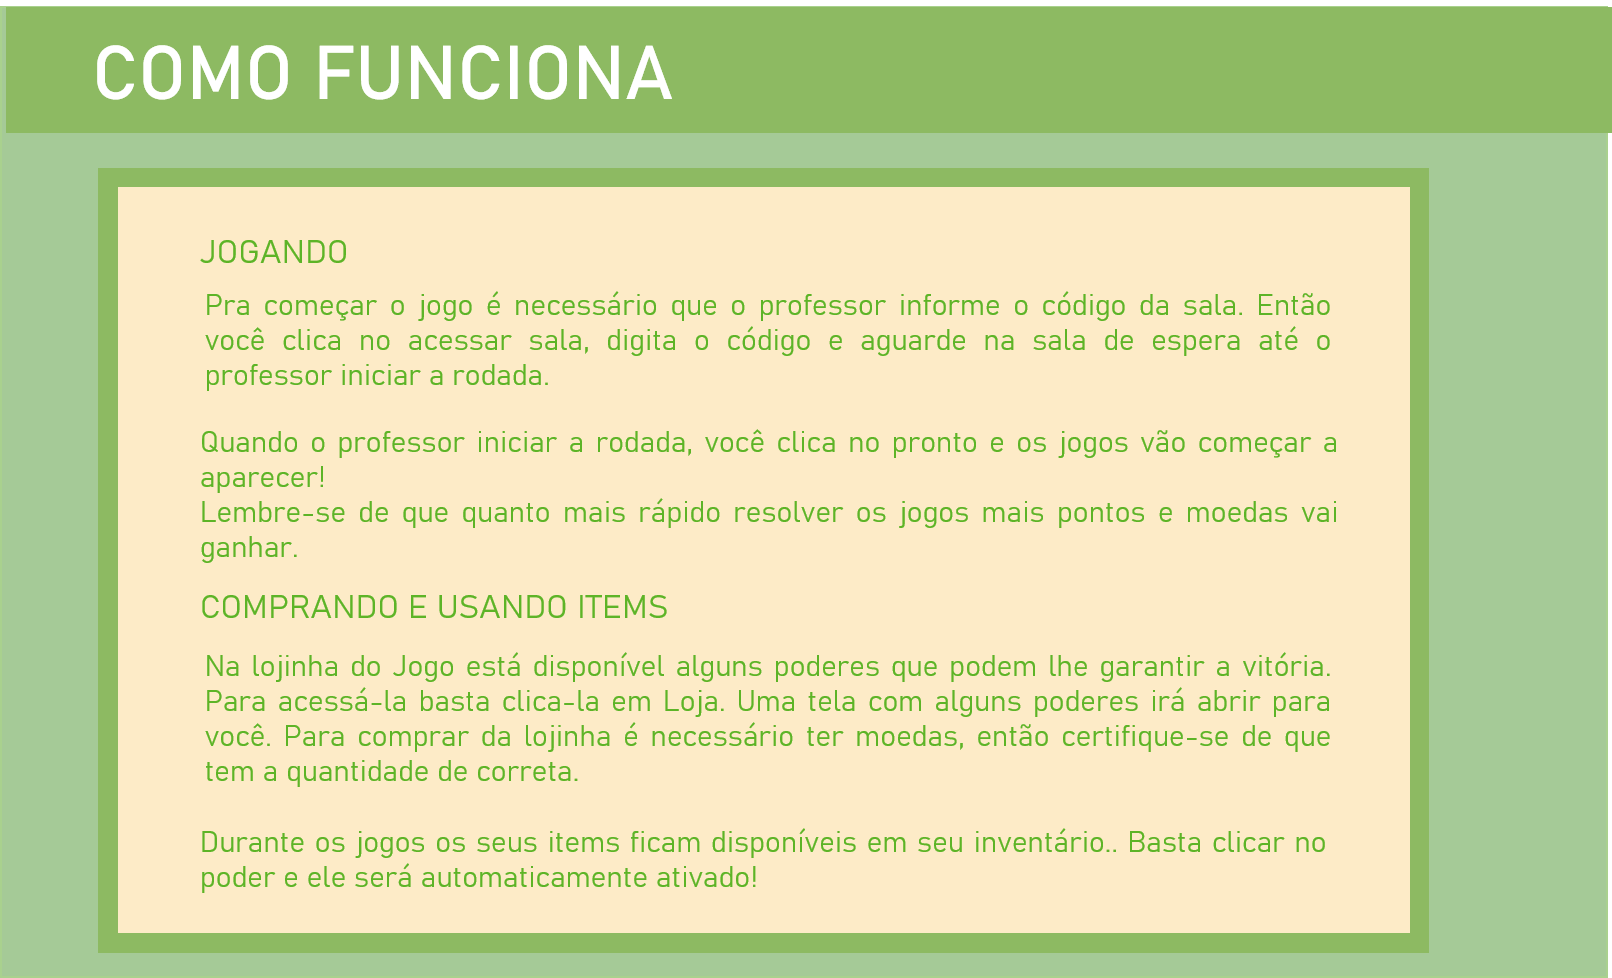 COMO FUNCIONA
JOGANDO
Pra começar o jogo é necessário que o professor informe o código da sala. Então
você clica no acessar sala, digita o código e aguarde na sala de espera até o
professor iniciar a rodada.
Quando o professor iniciar a rodada, você clica no pronto e os jogos vão começar a
aparecer!
Lembre-se de que quanto mais rápido resolver os jogos mais pontos e moedas vai
ganhar.
COMPRANDO E USANDO ITEMS
Na lojinha do Jogo está disponível alguns poderes que podem lhe garantir a vitória.
Para acessá-la basta clica-la em Loja. Uma tela com alguns poderes irá abrir para
você. Para comprar da lojinha é necessário ter moedas, então certifique-se de que
tem a quantidade de correta.
Durante os jogos os seus items ficam disponíveis em seu inventário.. Basta clicar no
poder e ele será automaticamente ativado!